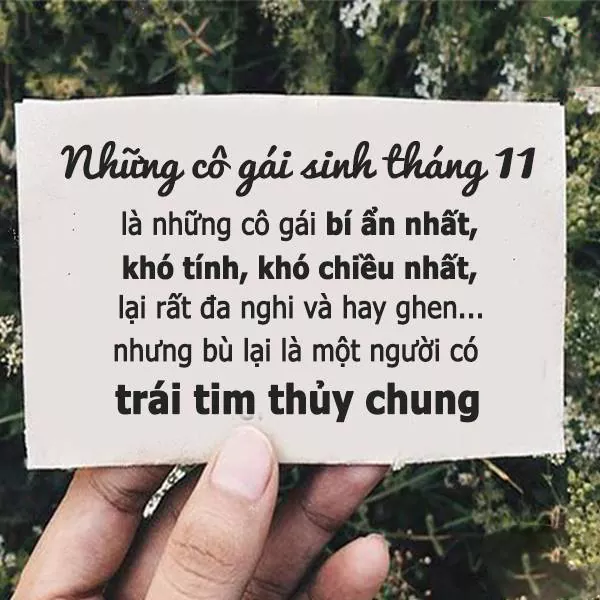 Những cô gái sinh tháng 11
là những cô gái bí ẩn nhất,
khó tính, khó chiều nhất,
lại rất đa nghi và hay ghen...
nhưng bù lại là một người có
trái tim thủy chung